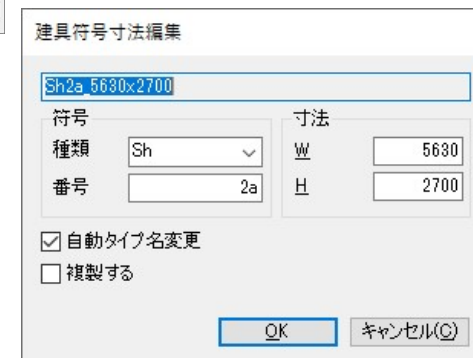 建具符号寸法編集
Sh2a_5630x2700
符号
種類 Sh
番号 2a
寸法
W 5630
H 2700
自動タイプ名変更
複製する
OK キャンセル(C)